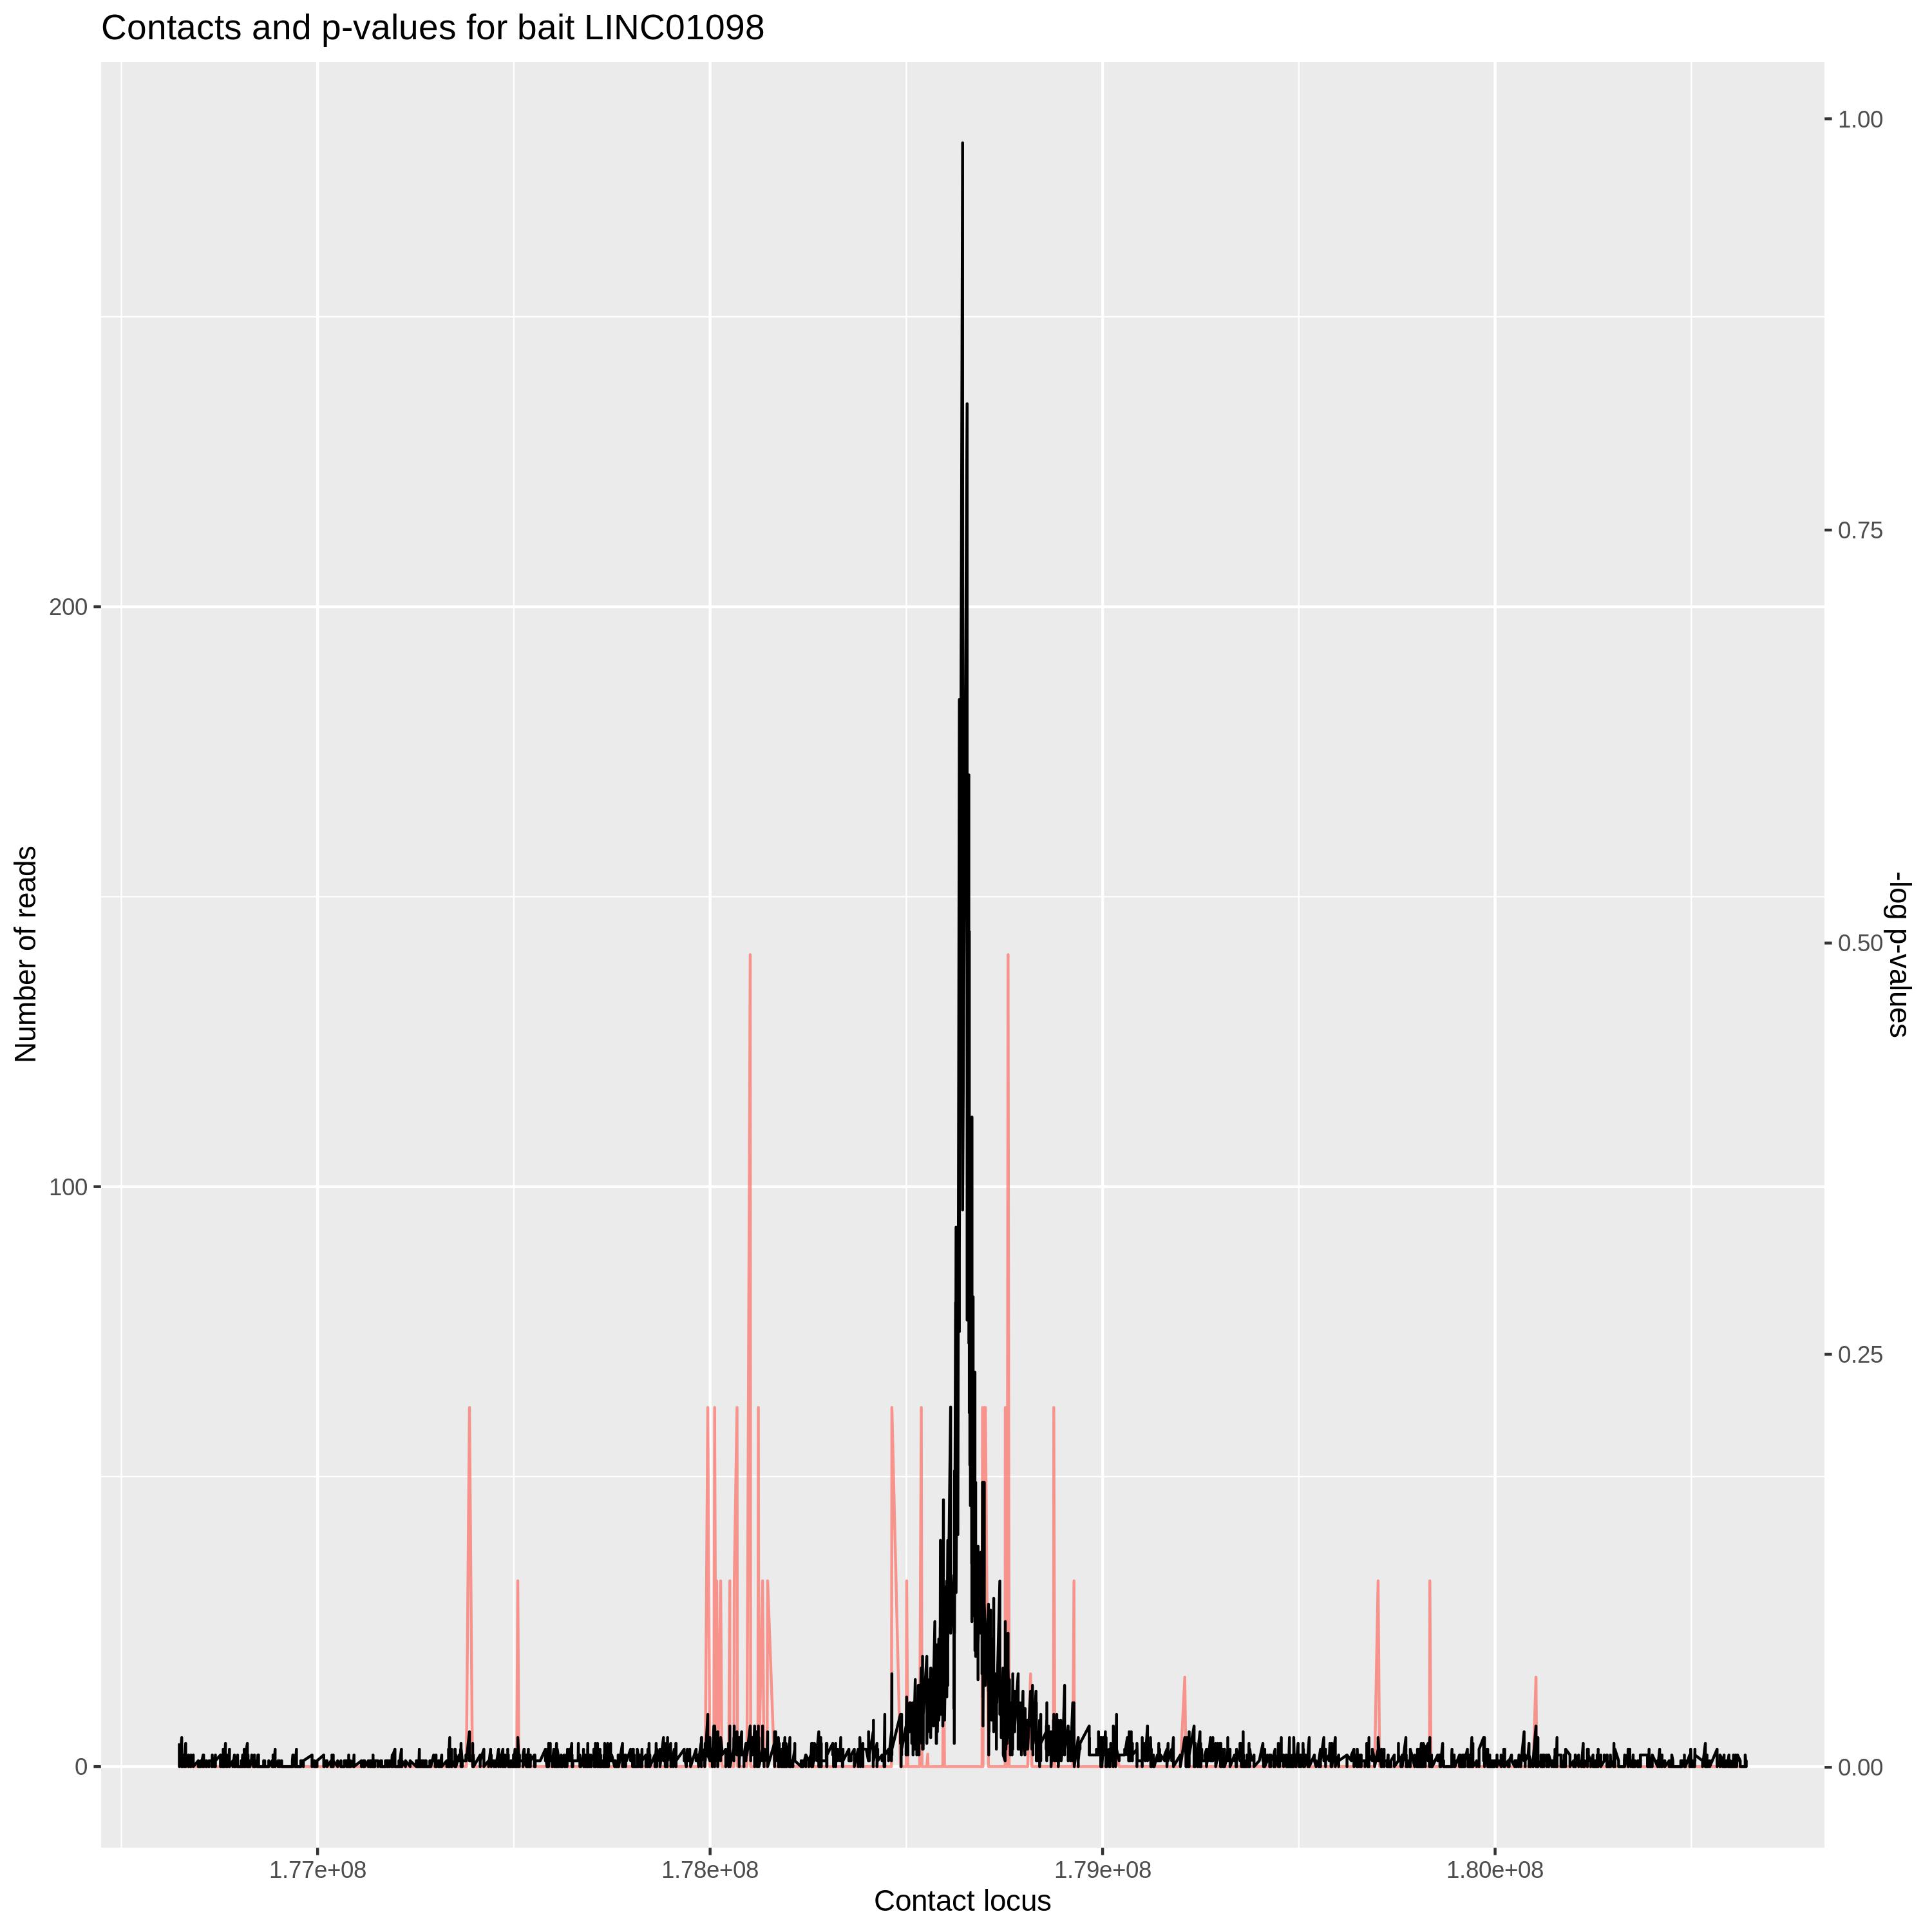 Contacts and p-values for bait LINC01098
Number of reads
200
100
0
1.00
0.75
0.50
0.25
0.00
-log p-values
1.77e+08
1.78e+08
1.79e+08
1.80e+08
Contact locus